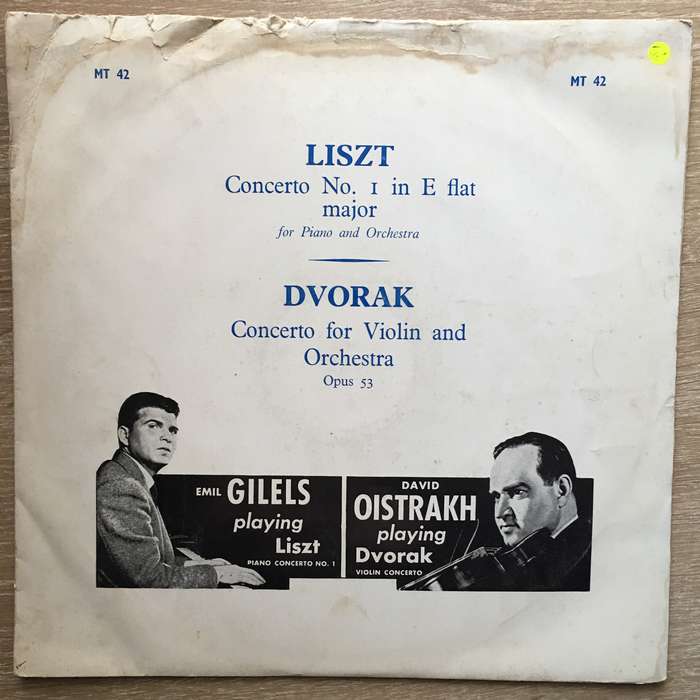 MT 42
MT 42
LISZT
Concerto No. 1 in E flat
major
for Piano and Orchestra
DVORAK
Concerto for Violin and
Orchestra
Opus 53
EMIL GILELS
playing
Liszt
PIANO CONCERTO NO. 1
DAVID
OISTRAKH
playing
Dvorak
VIOLIN CONCERTO